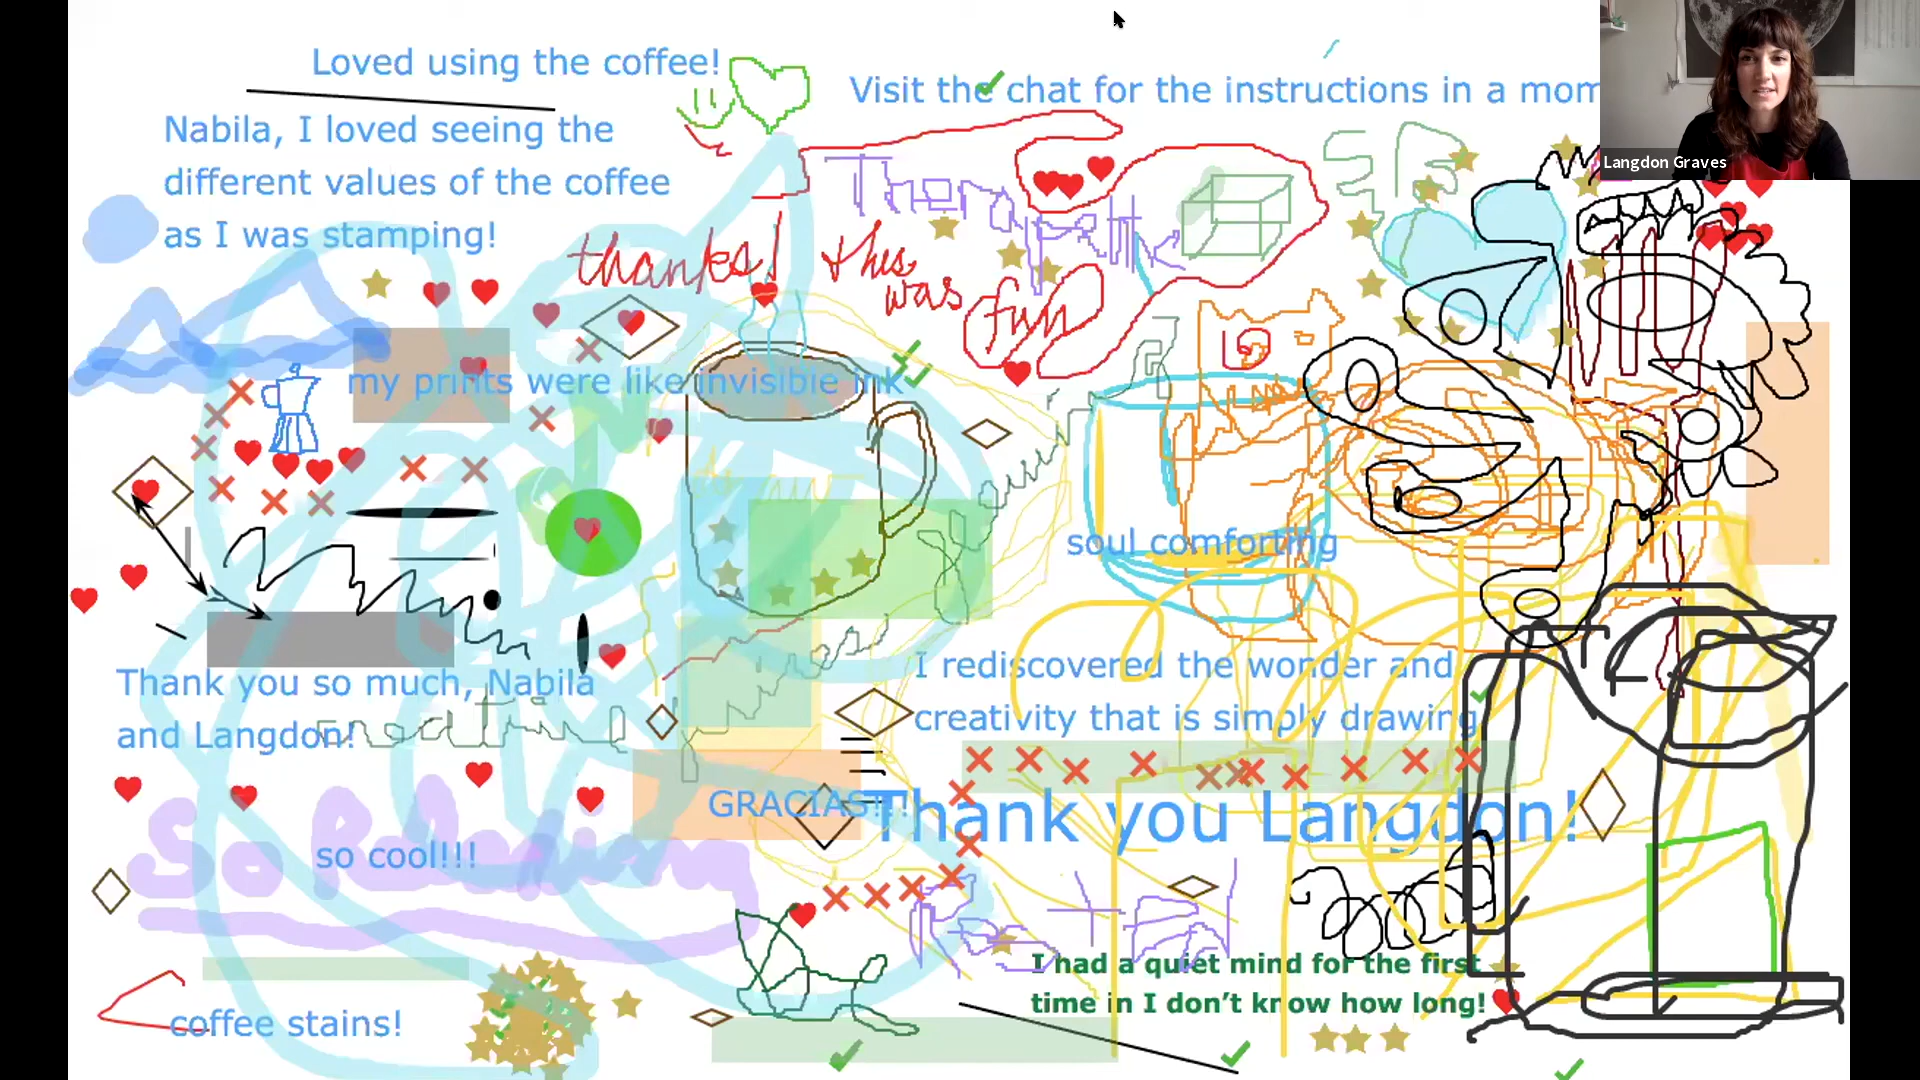 Loved using the coffee!
Visit the chat for the instructions in a mom
Nabila, I loved seeing the
different values of the coffee
as I was stamping!
Langdon Graves
thanks! this
was
fun
my prints were like invisible ink
soul comforting
Thank you so much, Nabila
and Langdon!
I rediscovered the wonder and
creativity that is simply drawing
GRACIAS!!!
Thank you Langdon!
so cool!!!
So
I had a quiet mind for the first
time in I don't know how long!
coffee stains!